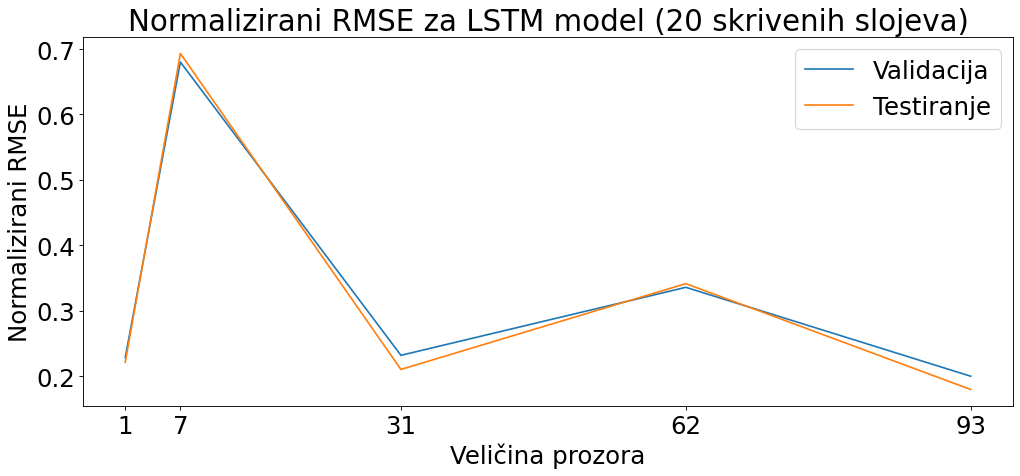 Normalizirani RMSE za LSTM model (20 skrivenih slojeva)
Normalizirani RMSE
0.7
0.6
0.5
0.4
0.3
0.2
Validacija
Testiranje
1 7 31 62 93
Veličina prozora